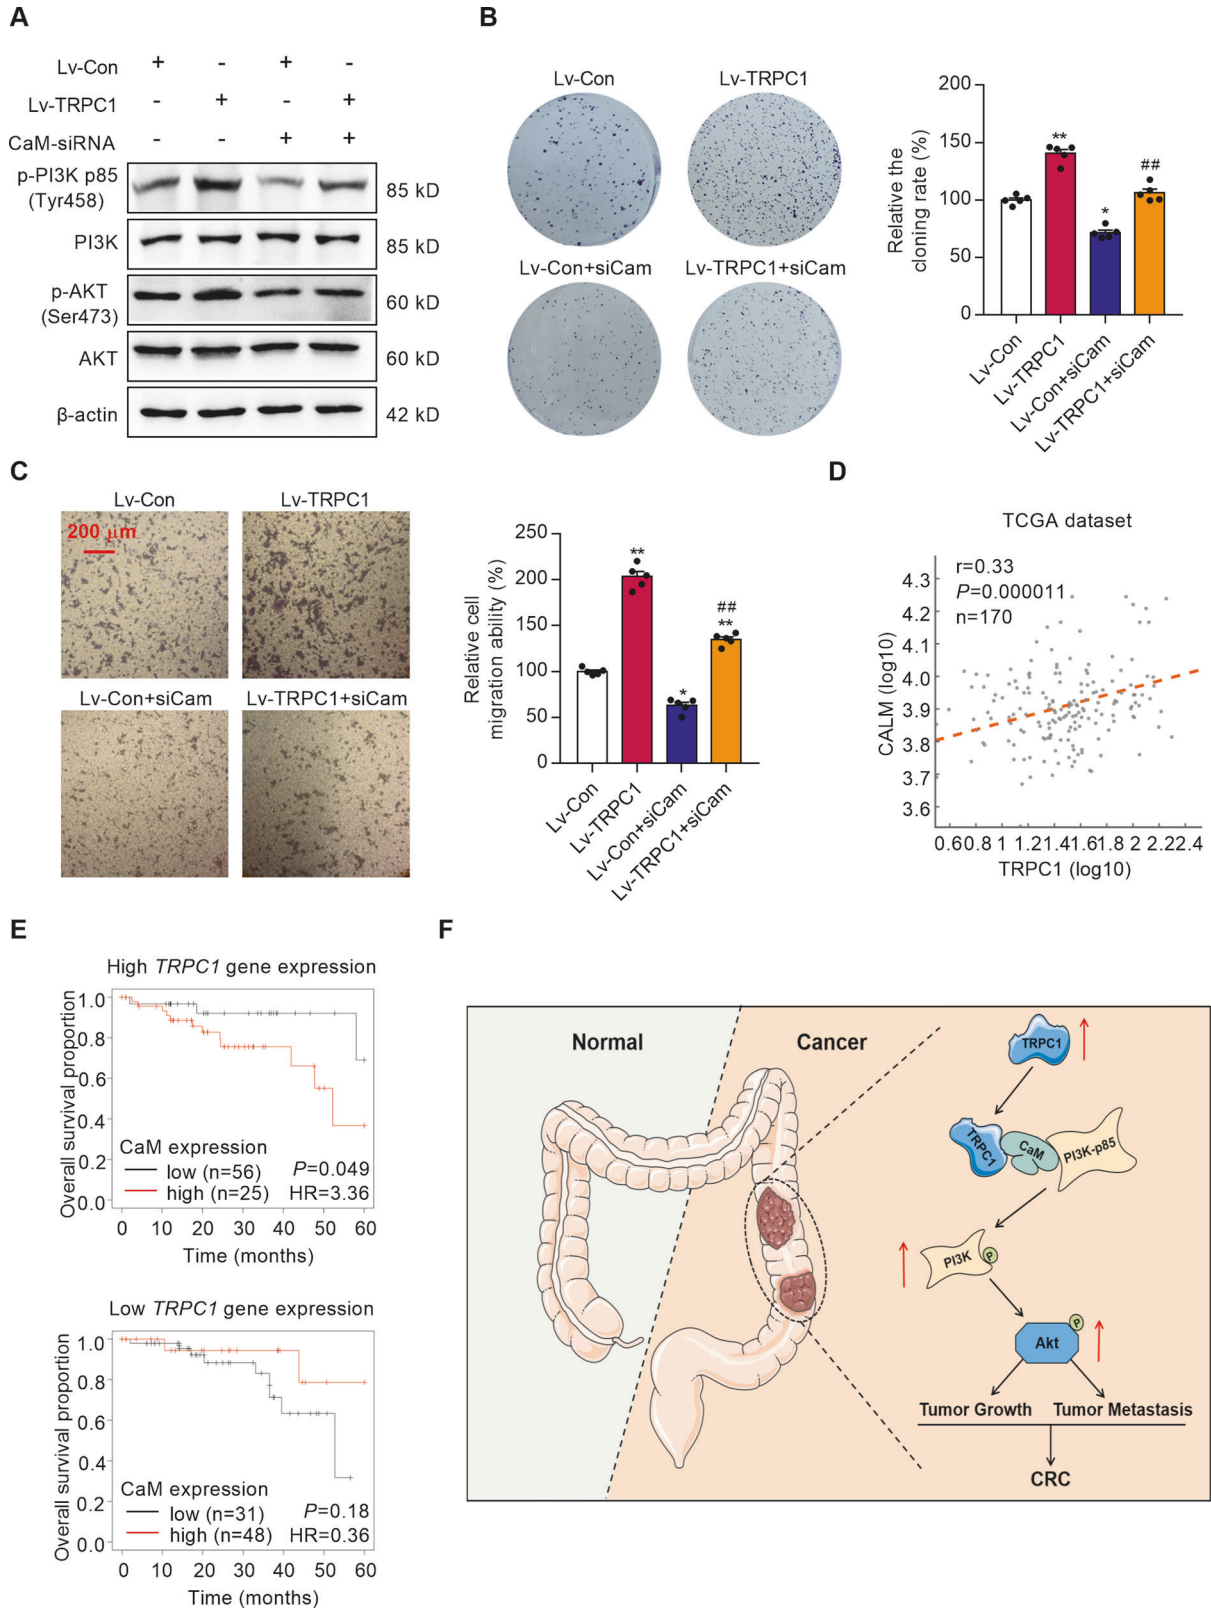 A
Lv-Con + - + -
Lv-TRPC1 - + - +
CaM-siRNA - - + +
p-PI3K p85
(Tyr458)
85 kD
PI3K
85 kD
p-AKT
(Ser473)
60 kD
AKT
60 kD
β-actin
42 kD
B
Lv-Con
Lv-TRPC1
Lv-Con+siCam
Lv-TRPC1+siCam
Relative the
cloning rate (%)
200
150
100
50
0
**
*
##
Lv-Con
Lv-TRPC1
Lv-Con+siCam
Lv-TRPC1+siCam
C
Lv-Con
Lv-TRPC1
200 μm
Lv-Con+siCam
Lv-TRPC1+siCam
Relative cell
migration ability (%)
250
200
150
100
50
0
**
*
##
**
Lv-Con
Lv-TRPC1
Lv-Con+siCam
Lv-TRPC1+siCam
D
TCGA dataset
r=0.33
P=0.000011
n=170
CALM (log10)
4.3
4.2
4.1
4.0
3.9
3.8
3.7
3.6
0.6 0.8 1 1.2 1.4 1.6 1.8 2 2.2 2.4
TRPC1 (log10)
E
High TRPC1 gene expression
Overall survival proportion
1.0
0.8
0.6
0.4
0.2
0.0
CaM expression
low (n=56)
high (n=25)
P=0.049
HR=3.36
0 10 20 30 40 50 60
Time (months)
Low TRPC1 gene expression
Overall survival proportion
1.0
0.8
0.6
0.4
0.2
0.0
CaM expression
low (n=31)
high (n=48)
P=0.18
HR=0.36
0 10 20 30 40 50 60
Time (months)
F
Normal
Cancer
TRPC1
TRPC1
CaM
PI3K-p85
PI3K
P
P
Akt
Tumor Growth
Tumor Metastasis
CRC